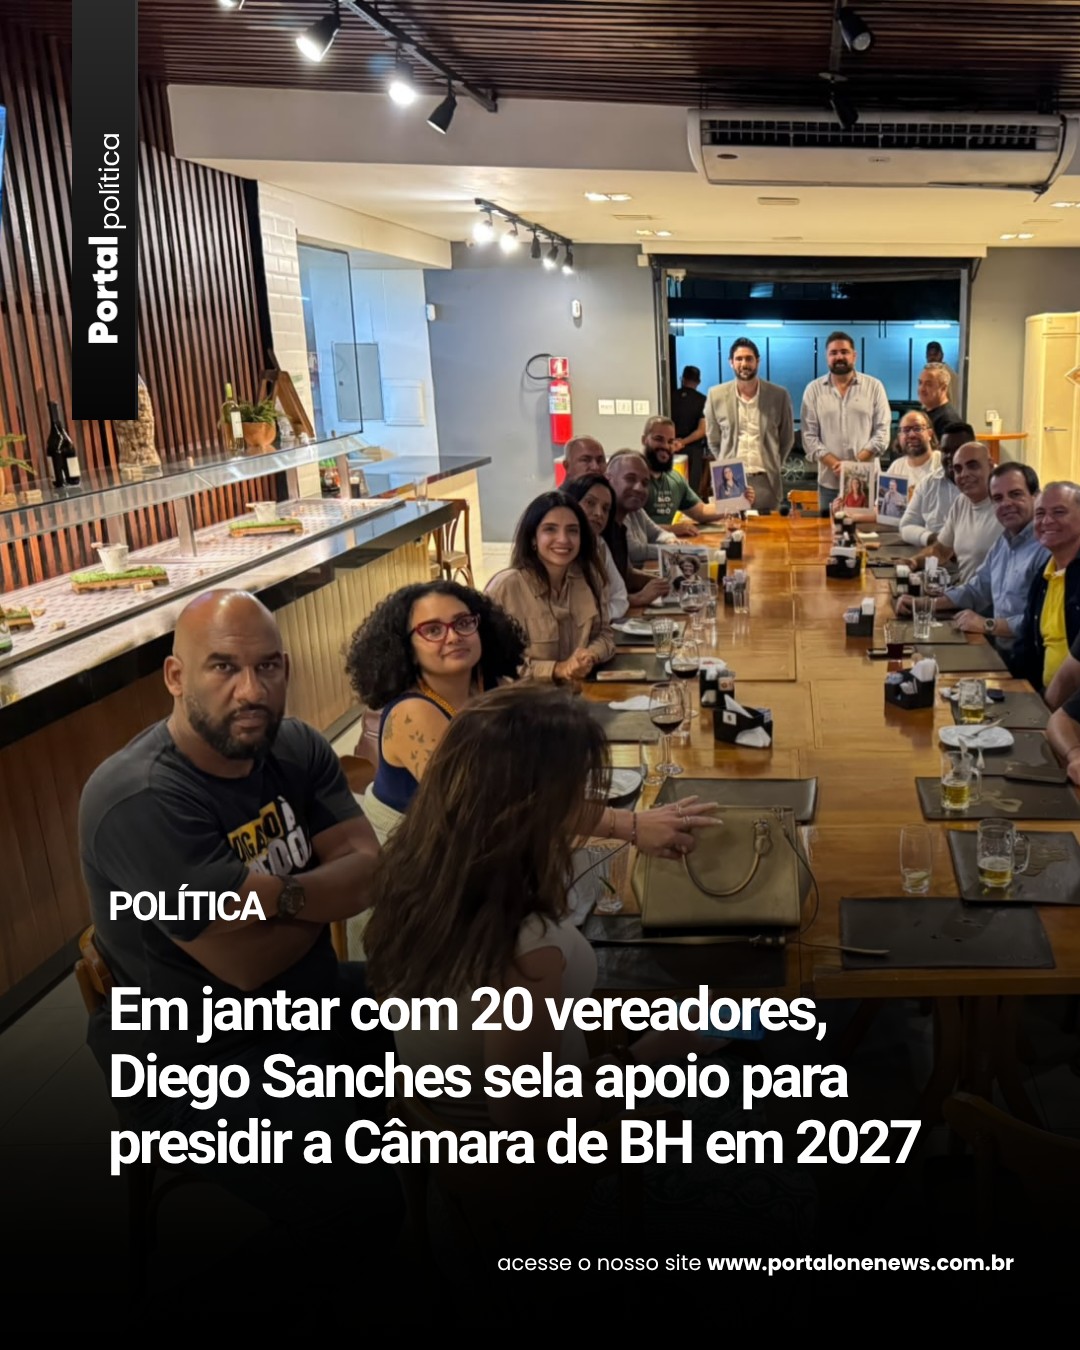 Portal política
POLÍTICA
Em jantar com 20 vereadores,
Diego Sanches sela apoio para
presidir a Câmara de BH em 2027
acesse o nosso site www.portalonenews.com.br